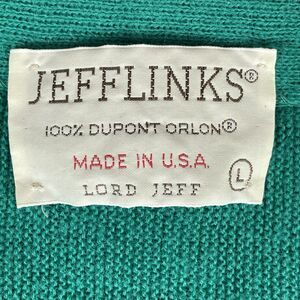 JEFFLINKS®
100% DUPONT ORLON®
MADE IN U.S.A.
LORD JEFF
L